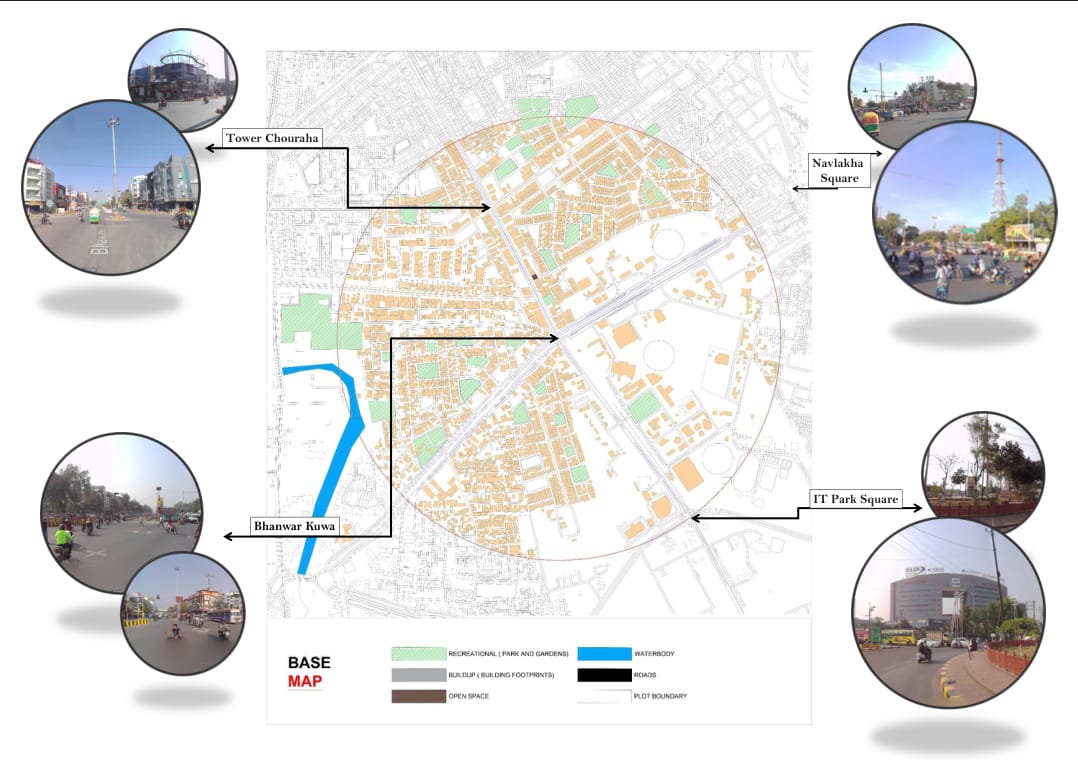 Tower Chouraha
Navlakha
Square
Bhanwar Kuwa
IT Park Square
BASE
MAP
RECREATIONAL ( PARK AND GARDENS)
BUILDUP ( BUILDING FOOTPRINTS)
OPEN SPACE
WATERBODY
ROADS
PLOT BOUNDARY